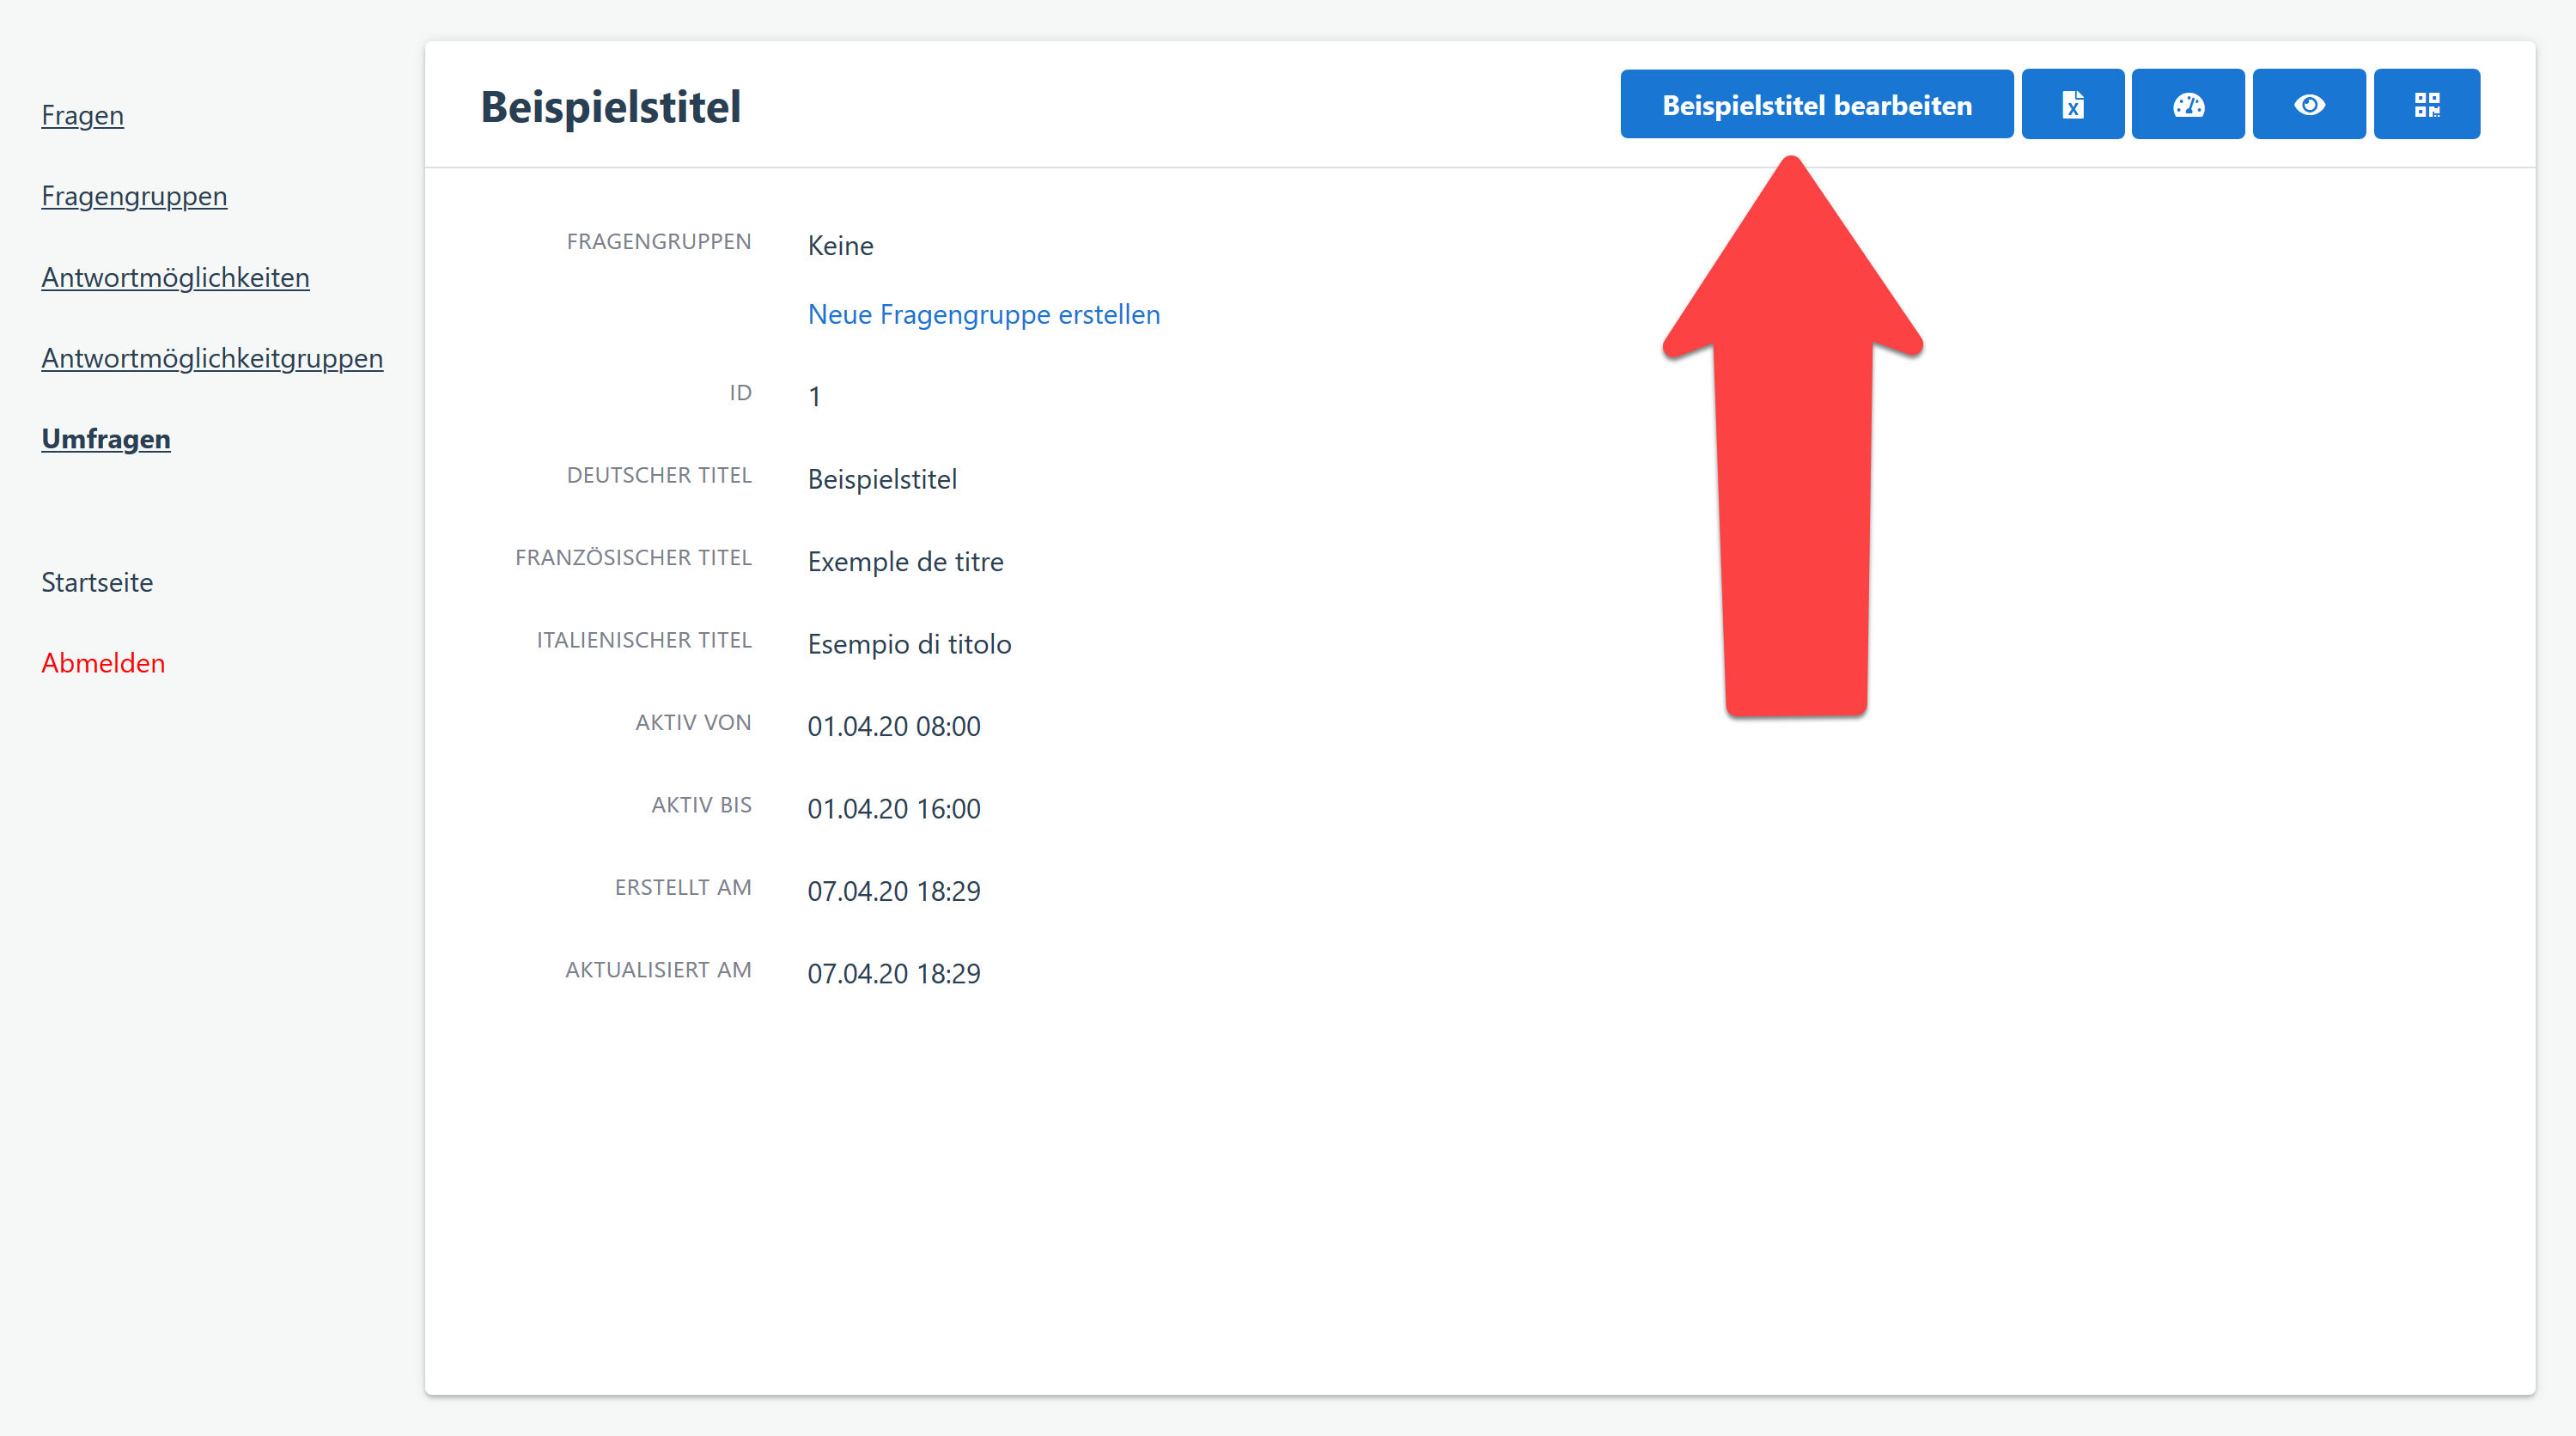 Fragen
Fragengruppen
Antwortmöglichkeiten
Antwortmöglichkeitgruppen
Umfragen
Startseite
Abmelden
Beispielstitel
Beispielstitel bearbeiten
FRAGENGRUPPEN Keine
Neue Fragengruppe erstellen
ID 1
DEUTSCHER TITEL Beispielstitel
FRANZÖSISCHER TITEL Exemple de titre
ITALIENISCHER TITEL Esempio di titolo
AKTIV VON 01.04.20 08:00
AKTIV BIS 01.04.20 16:00
ERSTELLT AM 07.04.20 18:29
AKTUALISIERT AM 07.04.20 18:29